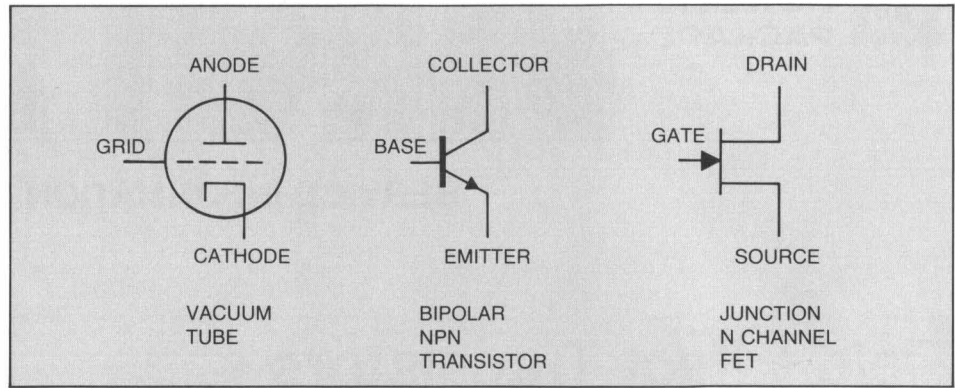 ANODE
COLLECTOR
DRAIN
GRID
BASE
GATE
CATHODE
EMITTER
SOURCE
VACUUM
TUBE
BIPOLAR
NPN
TRANSISTOR
JUNCTION
N CHANNEL
FET